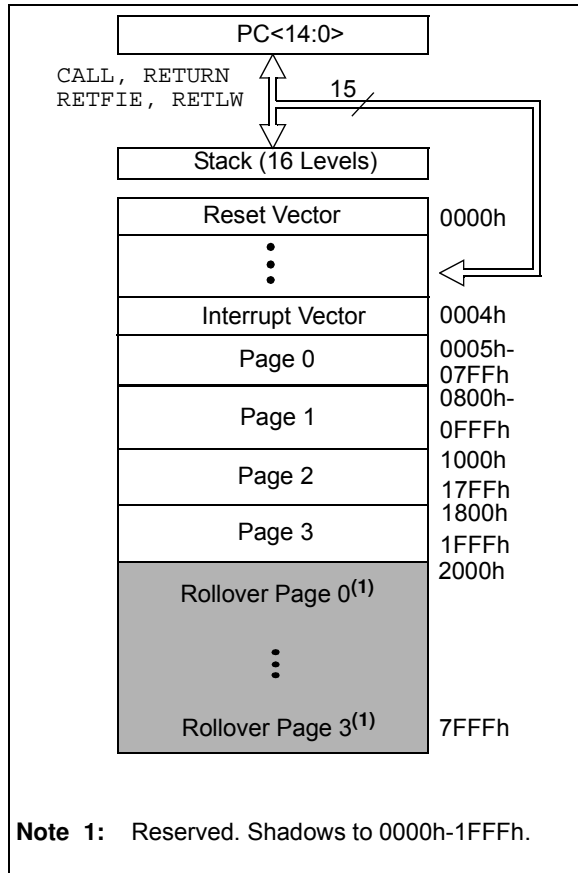 PC<14:0>
CALL, RETURN
RETFIE, RETLW
15
Stack (16 Levels)
Reset Vector
0000h
Interrupt Vector
0004h
Page 0
0005h-
07FFh
Page 1
0800h-
0FFFh
Page 2
1000h
17FFh
Page 3
1800h
1FFFh
Rollover Page 0(1)
2000h
Rollover Page 3(1)
7FFFh
Note 1: Reserved. Shadows to 0000h-1FFFh.